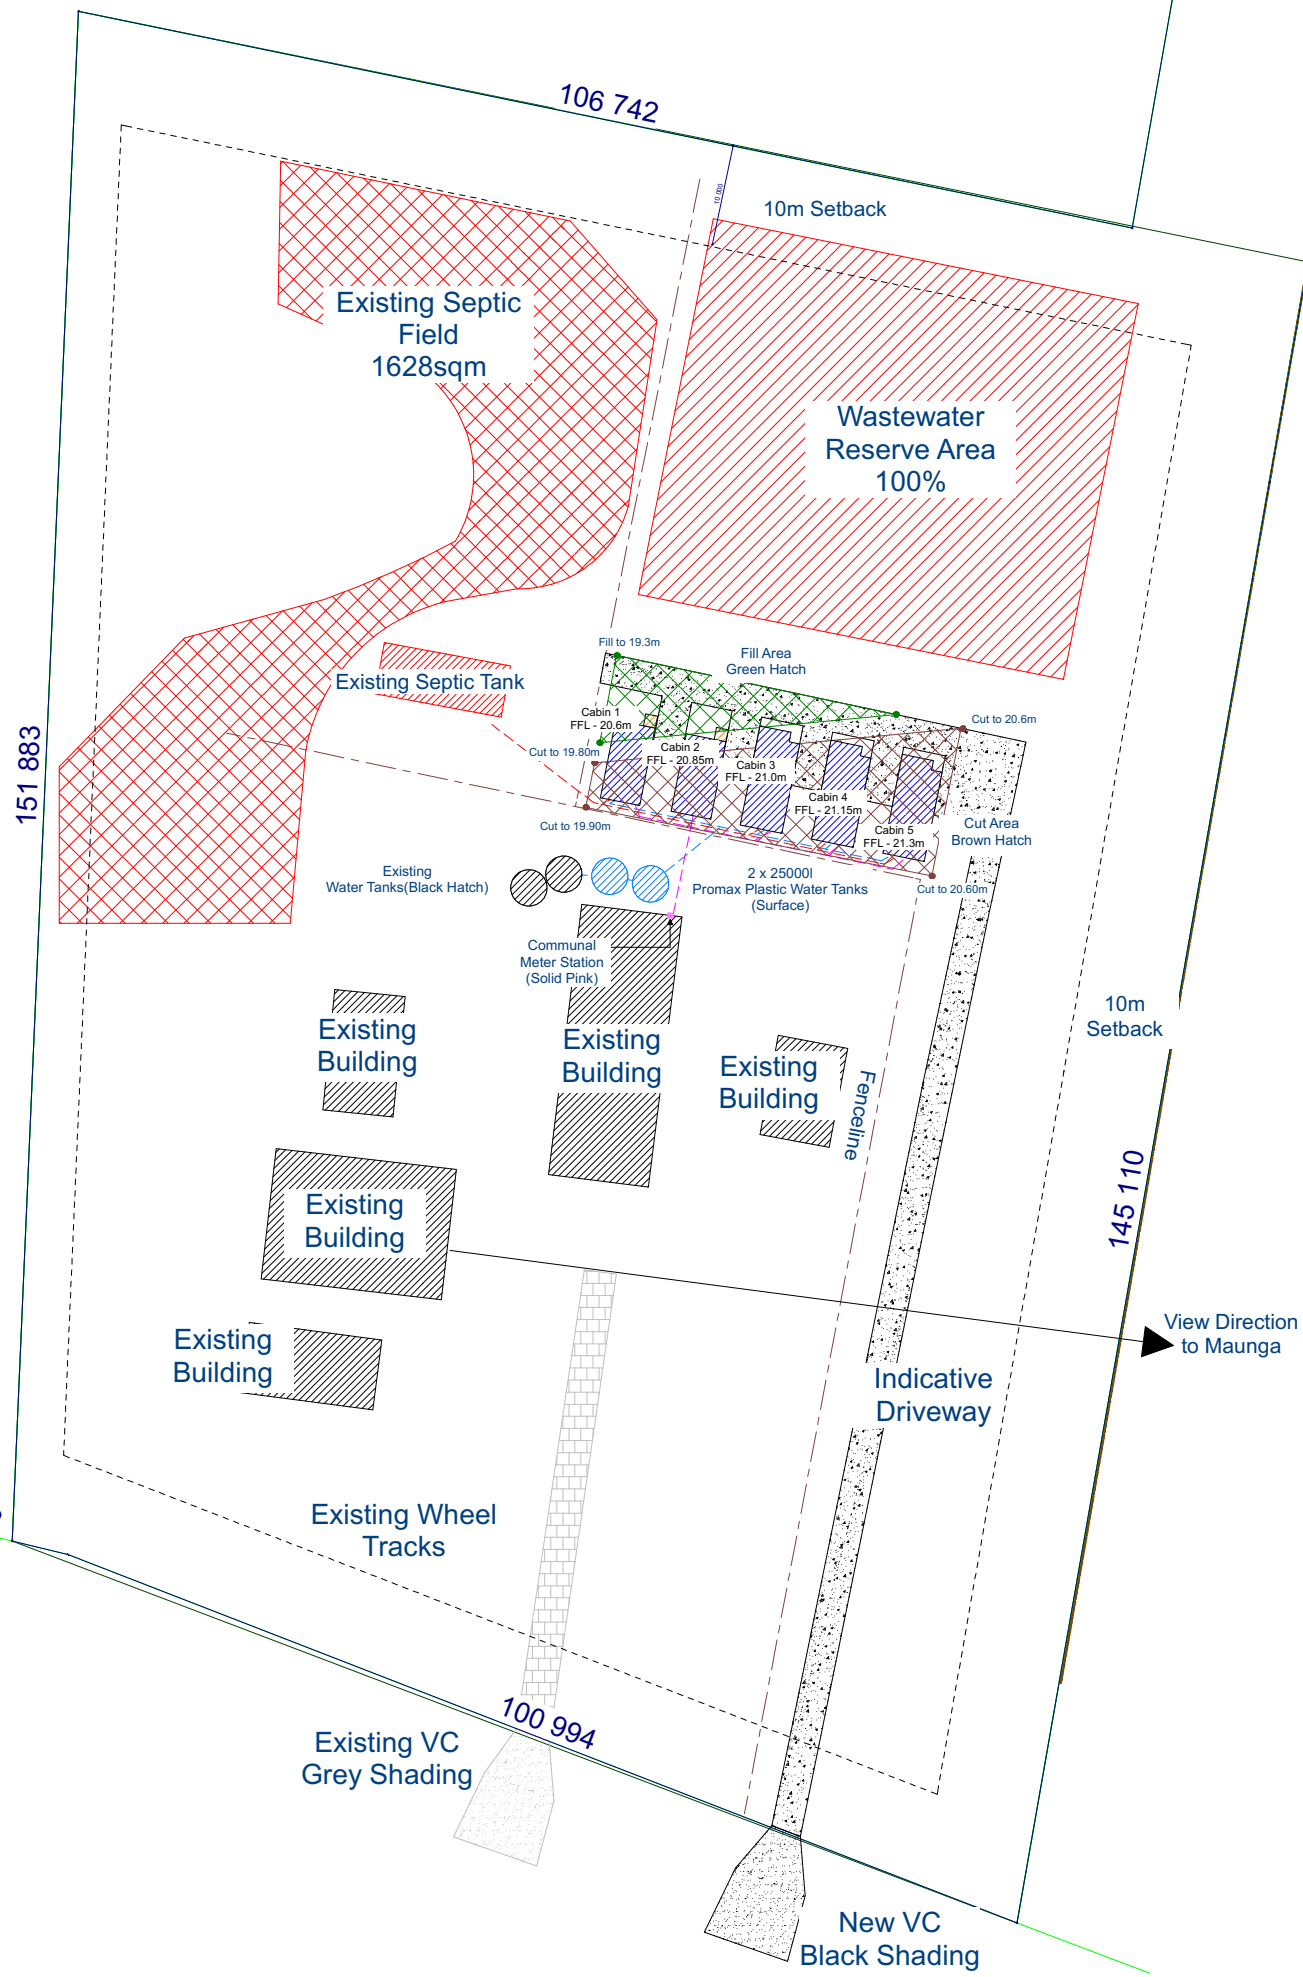 106 742
10 000
10m Setback
Existing Septic
Field
1628sqm
Wastewater
Reserve Area
100%
Fill to 19.3m
Fill Area
Green Hatch
Existing Septic Tank
Cabin 1
FFL - 20.6m
Cut to 20.6m
Cut to 19.80m
Cabin 2
FFL - 20.85m
Cabin 3
FFL - 21.0m
Cabin 4
FFL - 21.15m
Cabin 5
FFL - 21.3m
Cut Area
Brown Hatch
Cut to 19.90m
151 883
Existing
Water Tanks(Black Hatch)
2 x 25000l
Promax Plastic Water Tanks
(Surface)
Cut to 20.60m
Communal
Meter Station
(Solid Pink)
10m
Setback
Existing
Building
Existing
Building
Existing
Building
Fenceline
145 110
Existing
Building
View Direction
to Maunga
Existing
Building
Indicative
Driveway
Existing Wheel
Tracks
100 994
Existing VC
Grey Shading
New VC
Black Shading